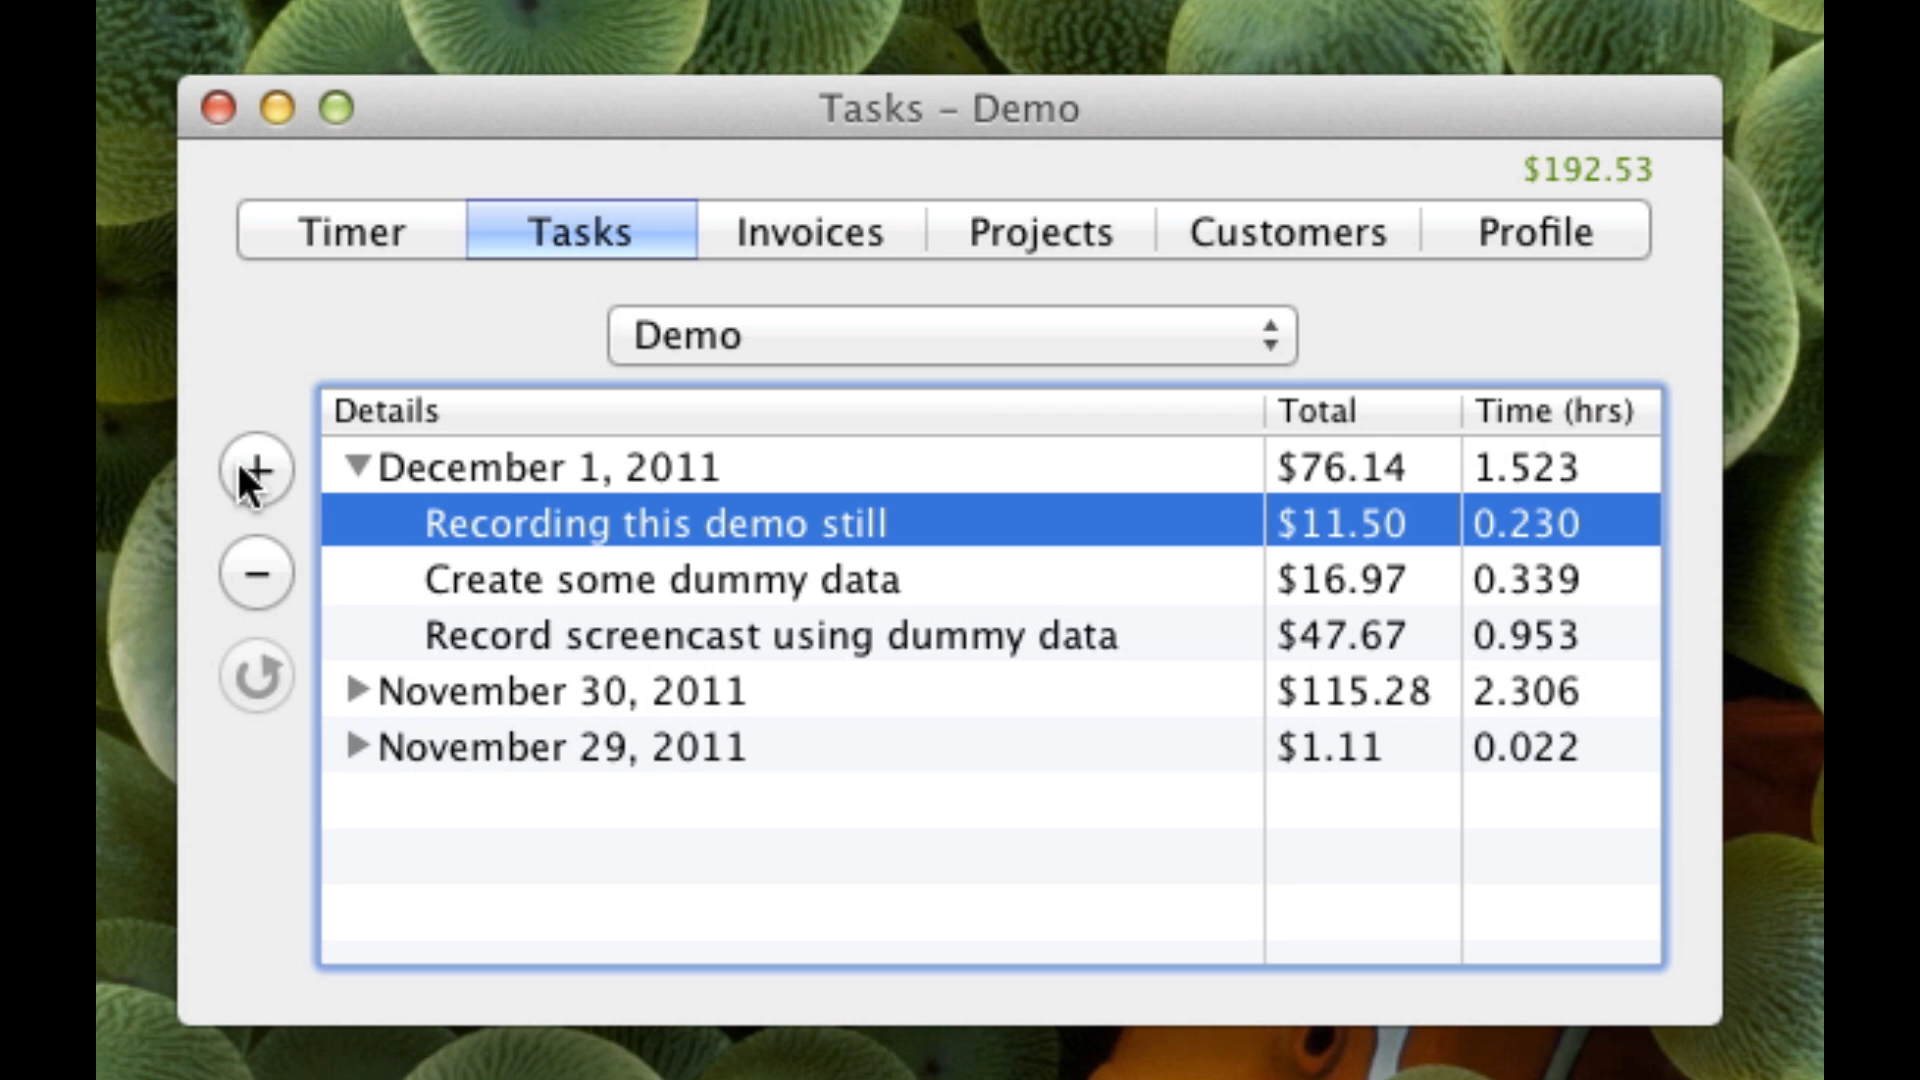 Tasks – Demo
$192.53
Timer Tasks Invoices Projects Customers Profile
Demo
Details Total Time (hrs)
December 1, 2011 $76.14 1.523
Recording this demo still $11.50 0.230
Create some dummy data $16.97 0.339
Record screencast using dummy data $47.67 0.953
November 30, 2011 $115.28 2.306
November 29, 2011 $1.11 0.022